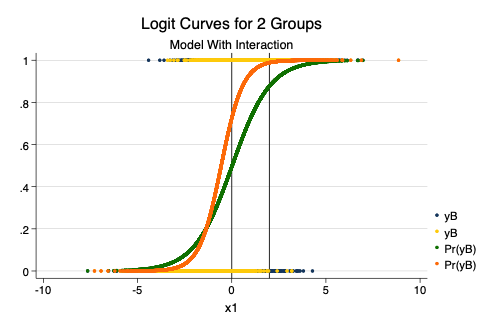 Logit Curves for 2 Groups
Model With Interaction
1
.8
.6
.4
.2
0
-10
-5
0
5
10
x1
yB
yB
Pr(yB)
Pr(yB)